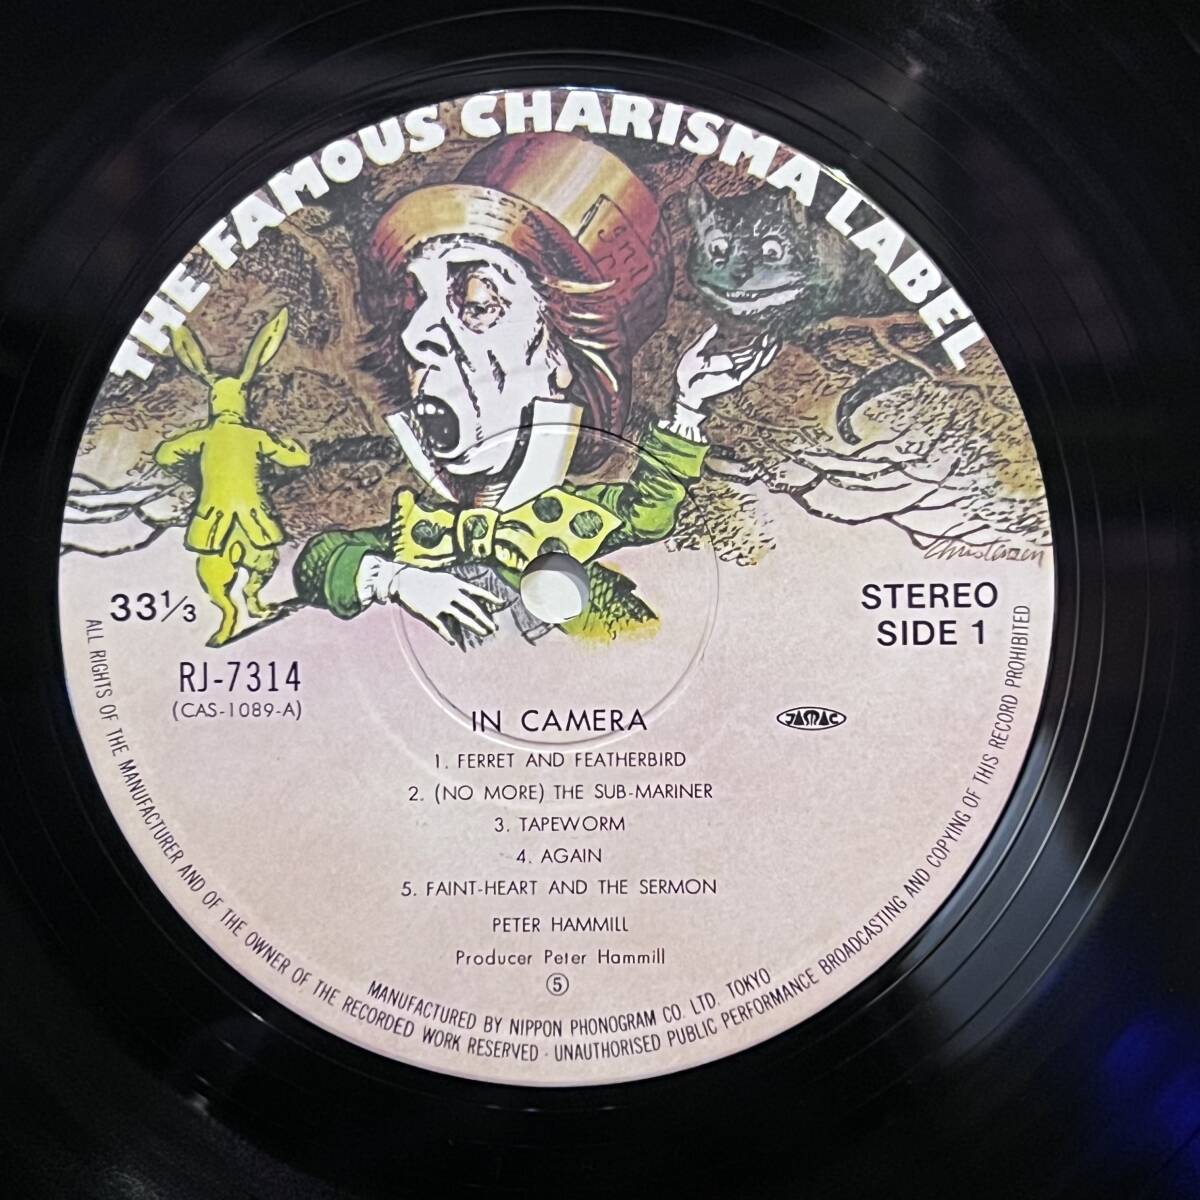 THE FAMOUS CHARISMA LABEL
Christensen
33⅓
STEREO
SIDE 1
RJ-7314
(CAS-1089-A)
JASRAC
IN CAMERA
1. FERRET AND FEATHERBIRD
2. (NO MORE) THE SUB-MARINER
3. TAPEWORM
4. AGAIN
5. FAINT-HEART AND THE SERMON
PETER HAMMILL
Producer Peter Hammill
⑤
MANUFACTURED BY NIPPON PHONOGRAM CO. LTD. TOKYO
ALL RIGHTS OF THE MANUFACTURER AND OF THE OWNER OF THE RECORDED WORK RESERVED · UNAUTHORISED PUBLIC PERFORMANCE BROADCASTING AND COPYING OF THIS RECORD PROHIBITED